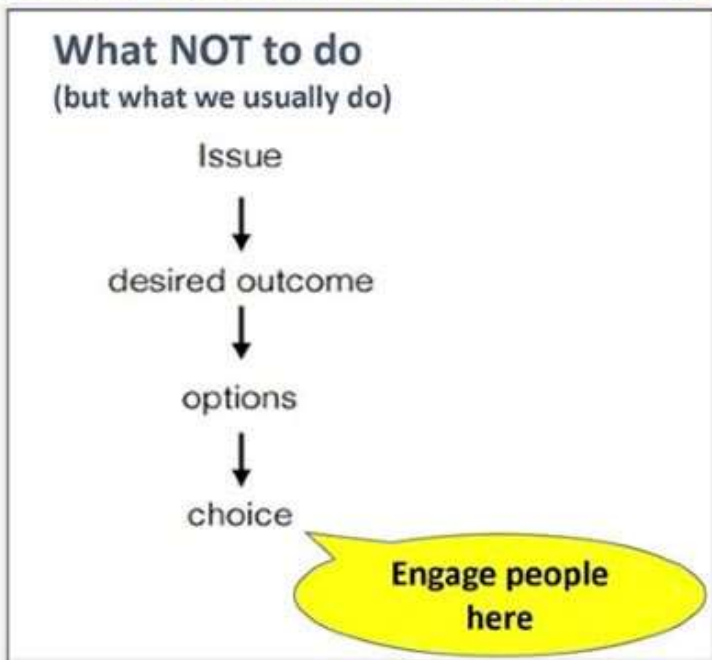 What NOT to do
(but what we usually do)
Issue
desired outcome
options
choice
Engage people
here